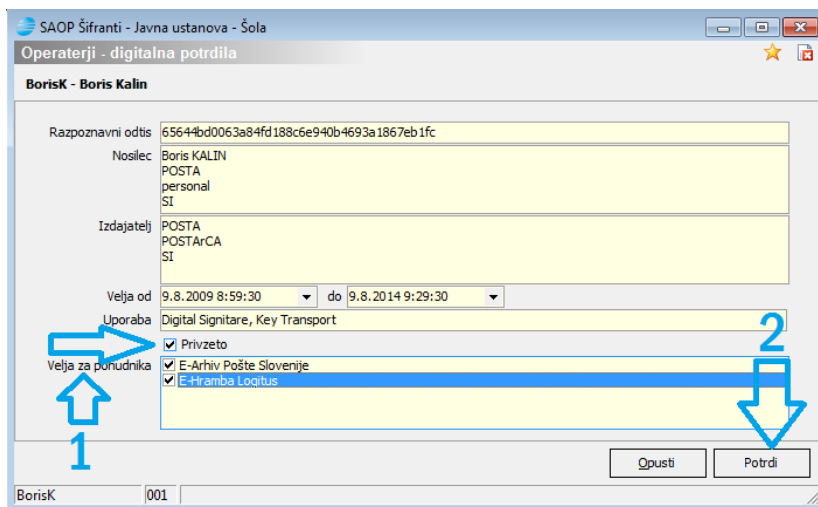 SAOP Šifranti - Javna ustanova - Šola
Operaterji - digitalna potrdila
BorisK - Boris Kalin
Razpoznavni odtis 65644bd0063a84fd188c6e940b4693a1867eb1fc
Nosilec Boris KALIN
POSTA
personal
SI
Izdajatelj POSTA
POSTArCA
SI
Velja od 9.8.2009 8:59:30 do 9.8.2014 9:29:30
Uporaba Digital Signitare, Key Transport
2
Privzeto
Velja za ponudnika E-Arhiv Pošte Slovenije
E-Hramba Logitus
1
Opusti Potrdi
BorisK 001